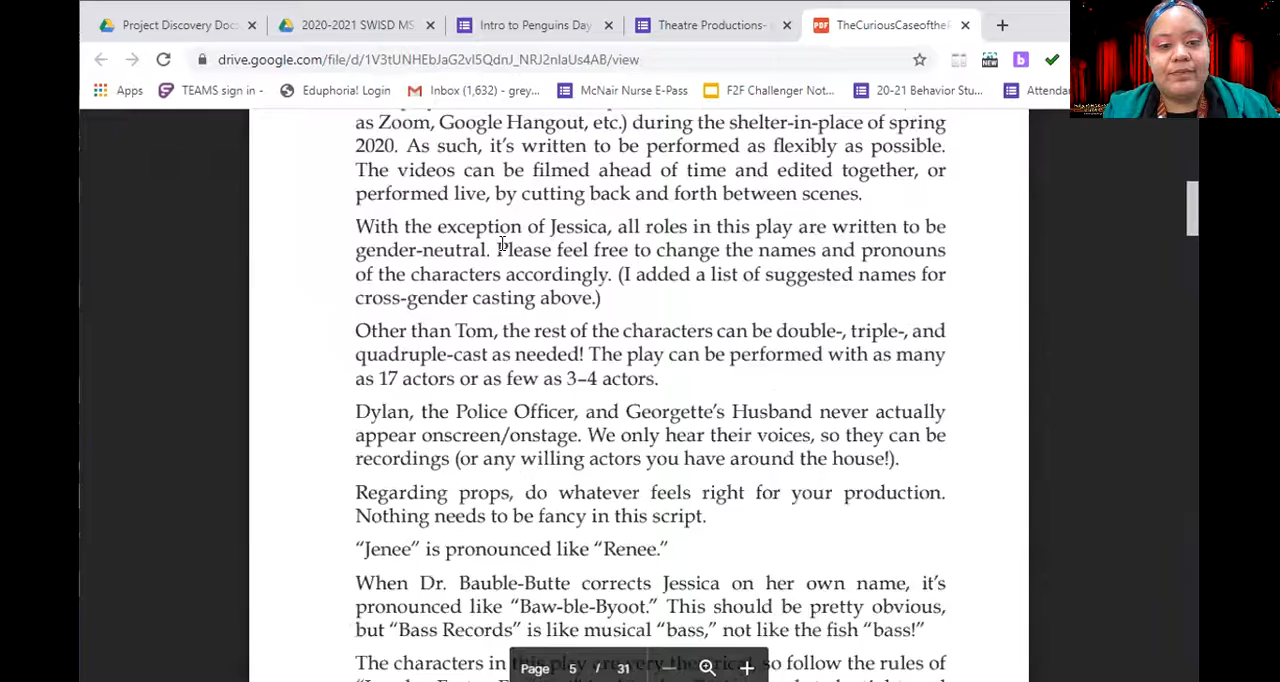 Project Discovery Doc
2020-2021 SWISD MS
Intro to Penguins Day
Theatre Productions-
PDF
TheCuriousCaseofthe
drive.google.com/file/d/1V3tUNHEbJaG2vl5QdnJ_NRJ2nIaUs4AB/view
NEW
b
Apps
TEAMS sign in -
Eduphoria! Login
Inbox (1,632) - grey...
McNair Nurse E-Pass
F2F Challenger Not...
20-21 Behavior Stu...
Attendar
as Zoom, Google Hangout, etc.) during the shelter-in-place of spring
2020. As such, it's written to be performed as flexibly as possible.
The videos can be filmed ahead of time and edited together, or
performed live, by cutting back and forth between scenes.
With the exception of Jessica, all roles in this play are written to be
gender-neutral. Please feel free to change the names and pronouns
of the characters accordingly. (I added a list of suggested names for
cross-gender casting above.)
Other than Tom, the rest of the characters can be double-, triple-, and
quadruple-cast as needed! The play can be performed with as many
as 17 actors or as few as 3–4 actors.
Dylan, the Police Officer, and Georgette's Husband never actually
appear onscreen/onstage. We only hear their voices, so they can be
recordings (or any willing actors you have around the house!).
Regarding props, do whatever feels right for your production.
Nothing needs to be fancy in this script.
“Jenee” is pronounced like “Renee.”
When Dr. Bauble-Butte corrects Jessica on her own name, it's
pronounced like “Baw-ble-Byoot.” This should be pretty obvious,
but “Bass Records” is like musical “bass,” not like the fish “bass!”
The characters in this play are very theatrical, so follow the rules of
Page 5 / 31